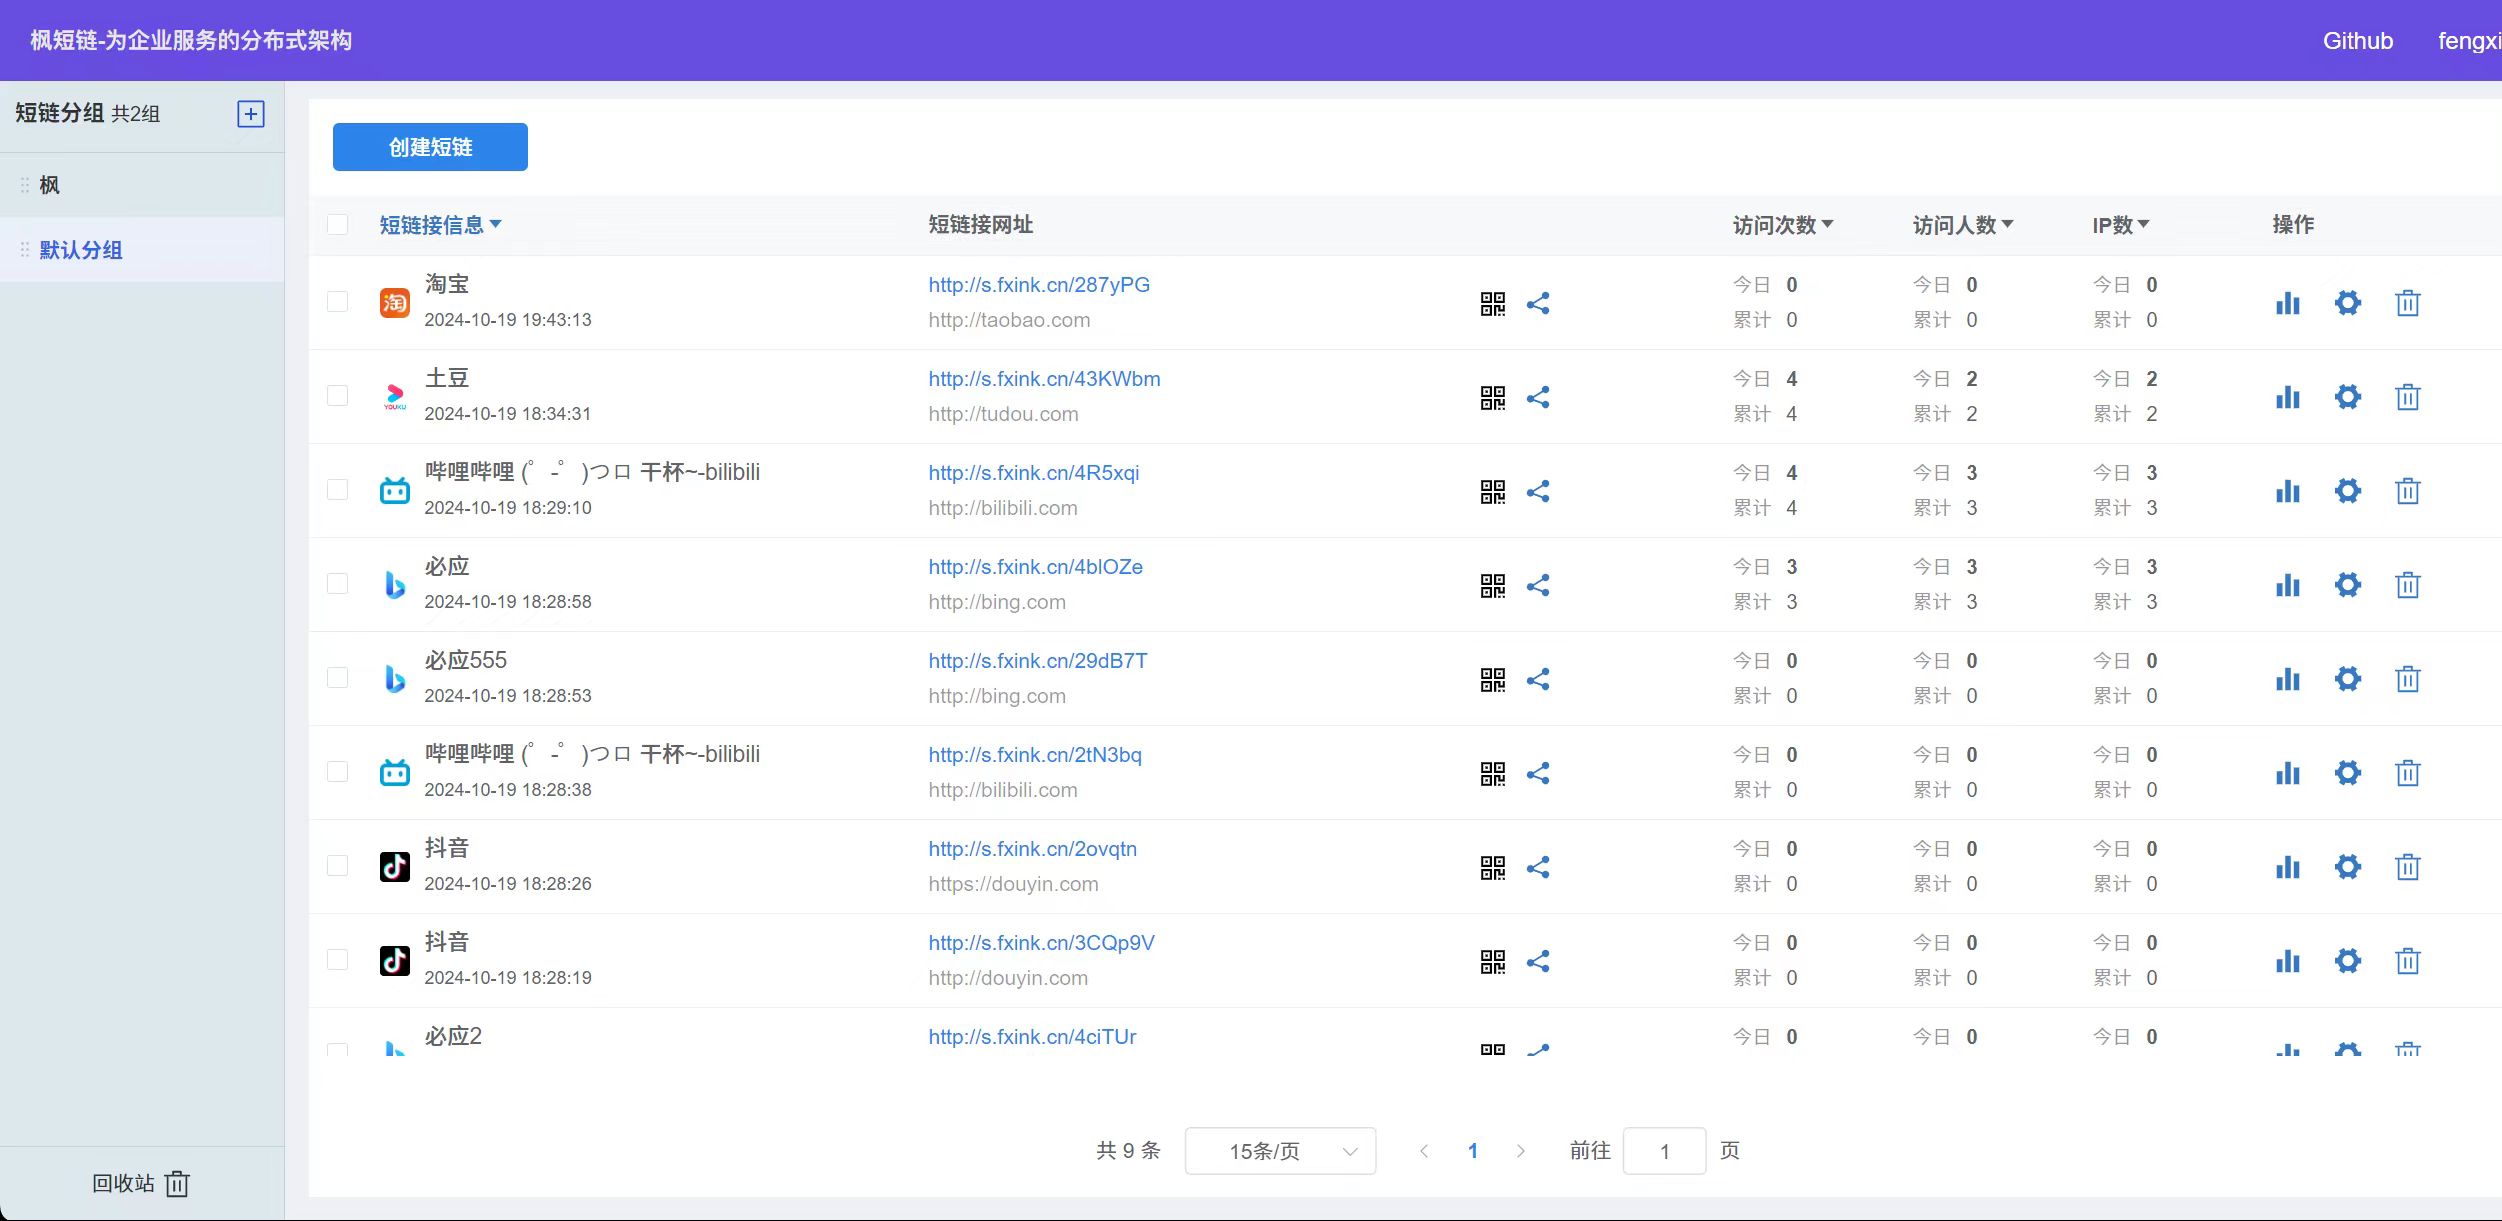 枫短链-为企业服务的分布式架构
Github
fengxi
短链分组 共2组
枫
默认分组
回收站
创建短链
短链接信息 短链接网址 访问次数 访问人数 IP数 操作
淘宝 http://s.fxink.cn/287yPG 今日 0 今日 0 今日 0
淘
2024-10-19 19:43:13 http://taobao.com 累计 0 累计 0 累计 0
土豆 http://s.fxink.cn/43KWbm 今日 4 今日 2 今日 2
YOUKU
2024-10-19 18:34:31 http://tudou.com 累计 4 累计 2 累计 2
哔哩哔哩 (゜-゜)つロ 干杯~-bilibili http://s.fxink.cn/4R5xqi 今日 4 今日 3 今日 3
2024-10-19 18:29:10 http://bilibili.com 累计 4 累计 3 累计 3
必应 http://s.fxink.cn/4blOZe 今日 3 今日 3 今日 3
2024-10-19 18:28:58 http://bing.com 累计 3 累计 3 累计 3
必应555 http://s.fxink.cn/29dB7T 今日 0 今日 0 今日 0
2024-10-19 18:28:53 http://bing.com 累计 0 累计 0 累计 0
哔哩哔哩 (゜-゜)つロ 干杯~-bilibili http://s.fxink.cn/2tN3bq 今日 0 今日 0 今日 0
2024-10-19 18:28:38 http://bilibili.com 累计 0 累计 0 累计 0
抖音 http://s.fxink.cn/2ovqtn 今日 0 今日 0 今日 0
2024-10-19 18:28:26 https://douyin.com 累计 0 累计 0 累计 0
抖音 http://s.fxink.cn/3CQp9V 今日 0 今日 0 今日 0
2024-10-19 18:28:19 http://douyin.com 累计 0 累计 0 累计 0
必应2 http://s.fxink.cn/4ciTUr 今日 0 今日 0 今日 0
共 9 条 15条/页 1 前往 1 页